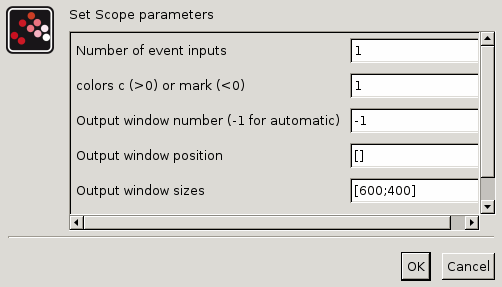 Set Scope parameters
Number of event inputs 1
colors c (>0) or mark (<0) 1
Output window number (-1 for automatic) -1
Output window position []
Output window sizes [600;400]
OK Cancel